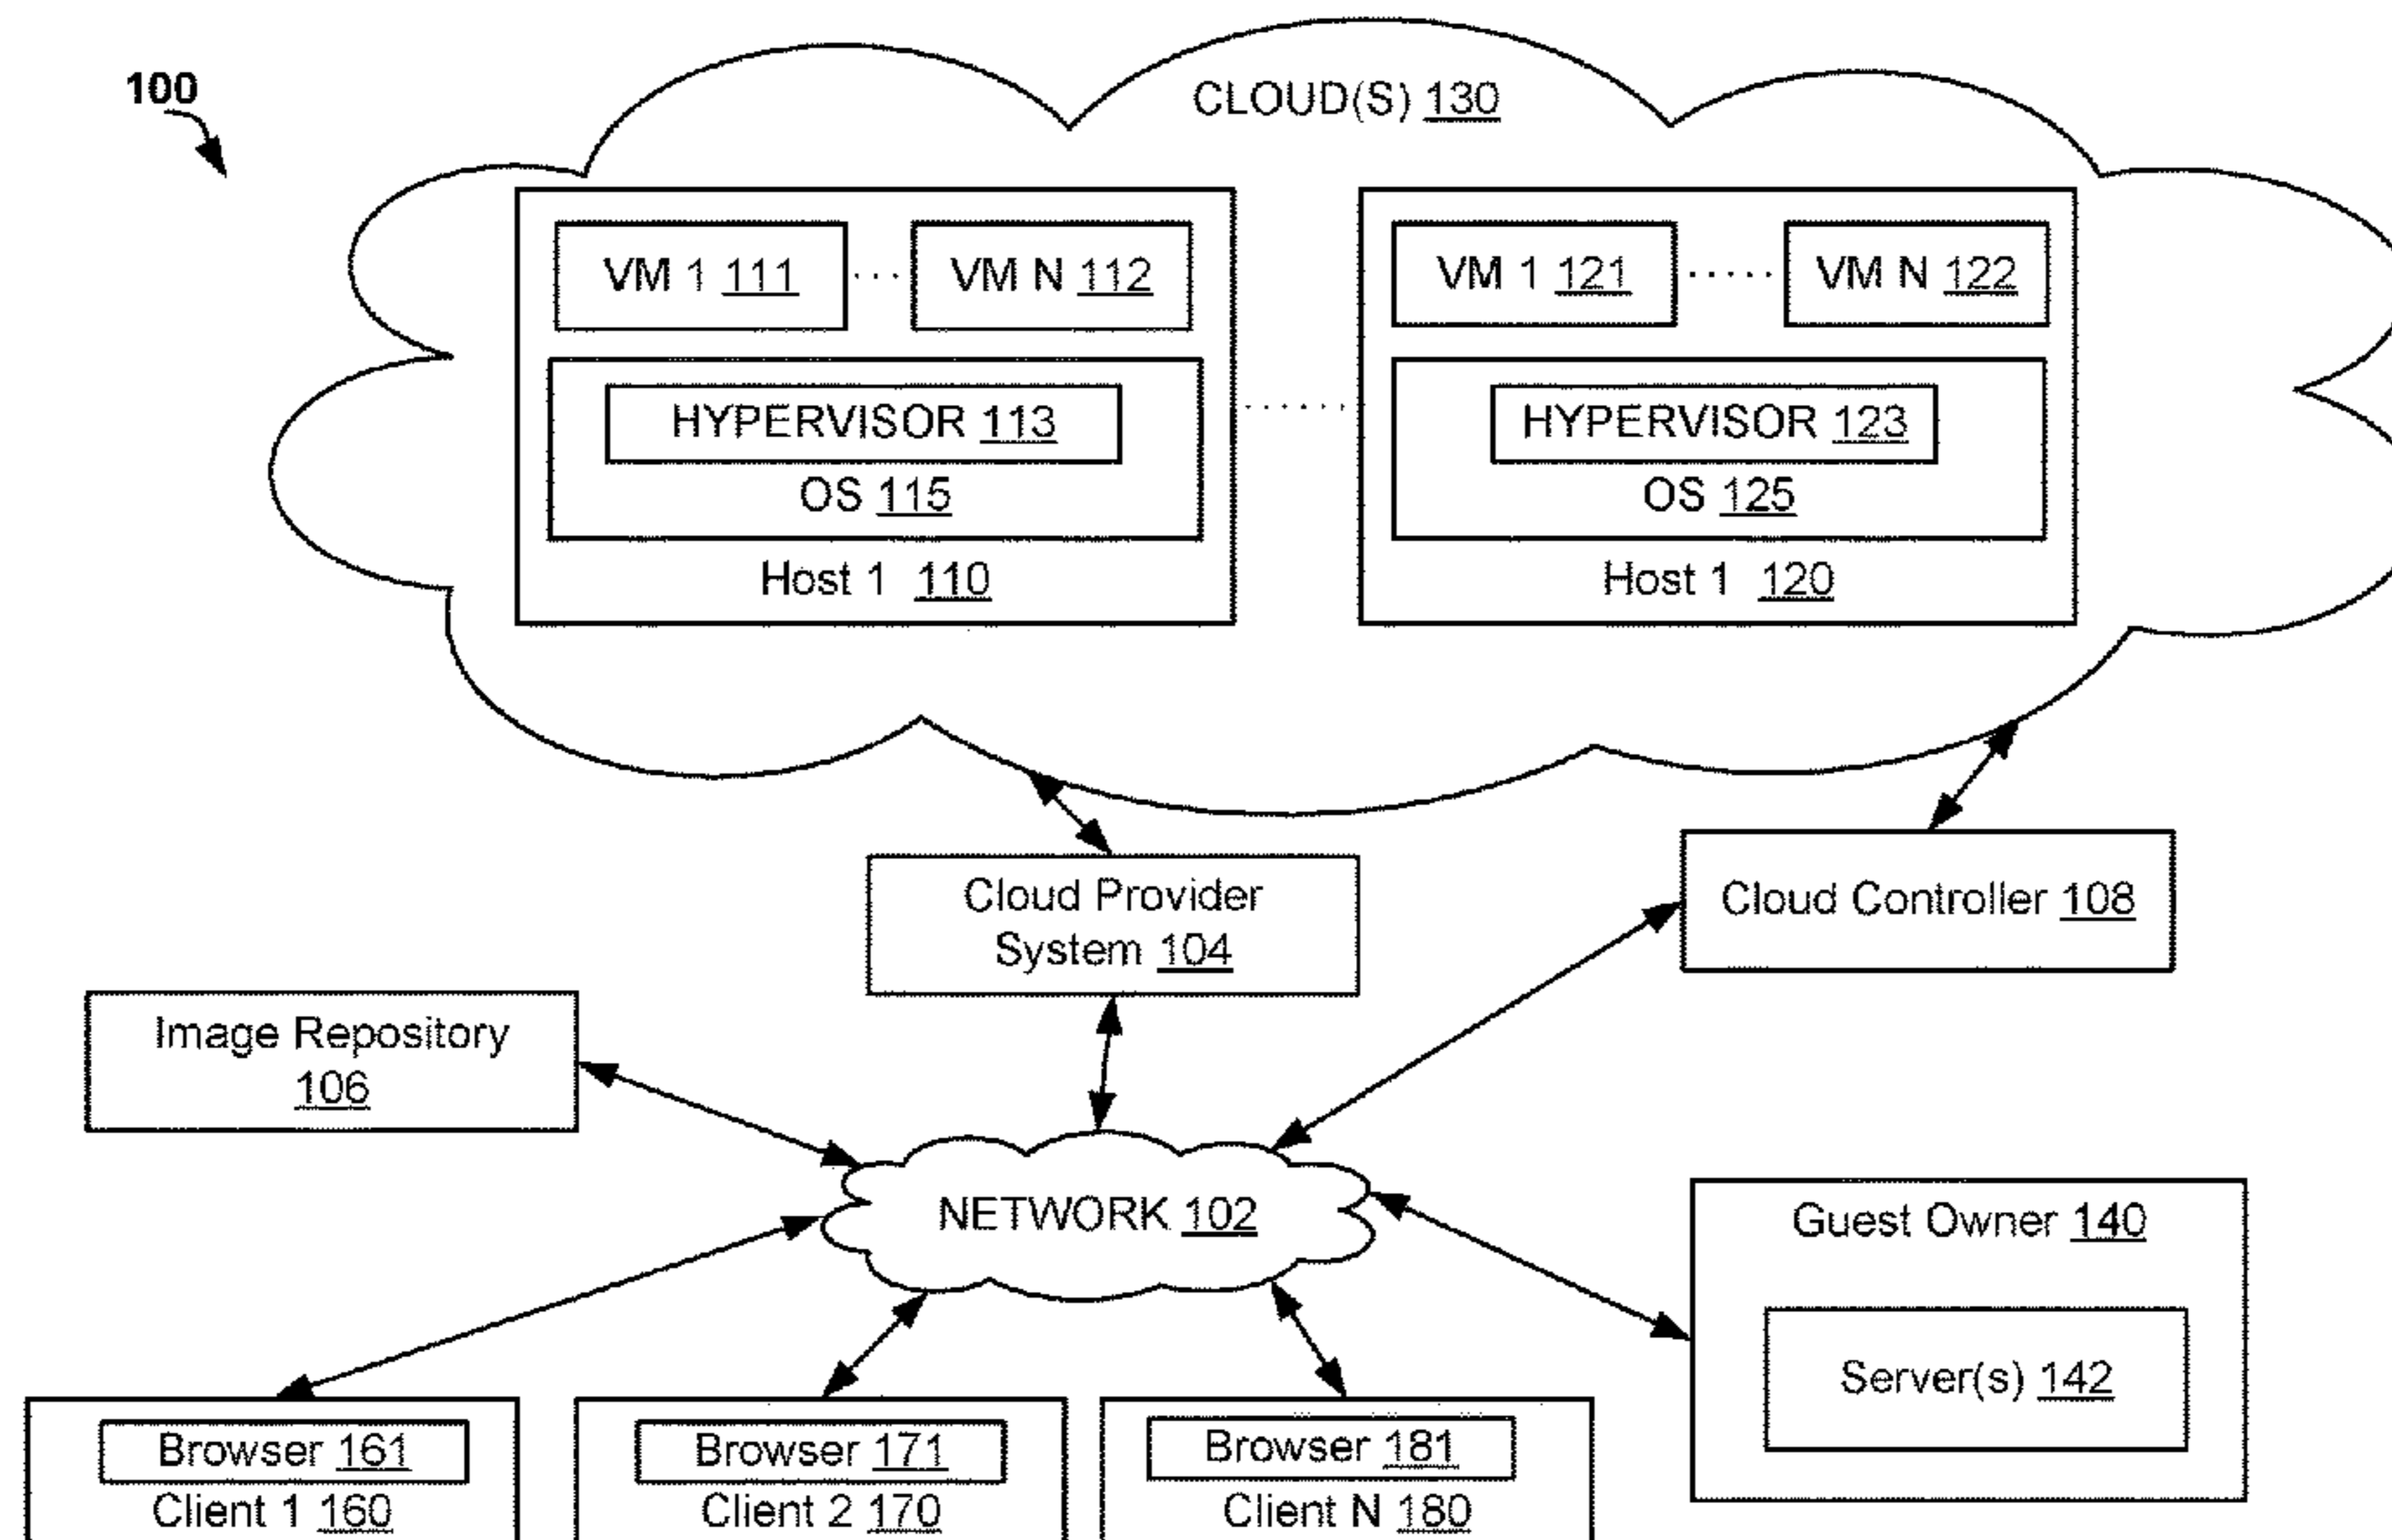 100
CLOUD(S) 130
VM 1 111
VM N 112
HYPERVISOR 113
OS 115
Host 1 110
VM 1 121
VM N 122
HYPERVISOR 123
OS 125
Host 1 120
Cloud Provider
System 104
Cloud Controller 108
Image Repository
106
NETWORK 102
Guest Owner 140
Server(s) 142
Browser 161
Client 1 160
Browser 171
Client 2 170
Browser 181
Client N 180